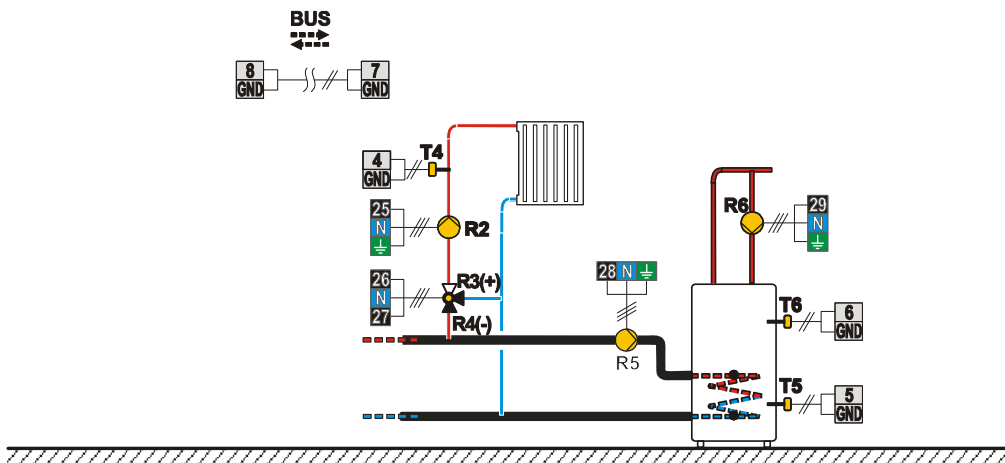 BUS
8
GND
7
GND
4
GND
T4
25
N
R2
26
N
27
R3(+)
R4(-)
28 N
R5
R6
29
N
T6
6
GND
T5
5
GND